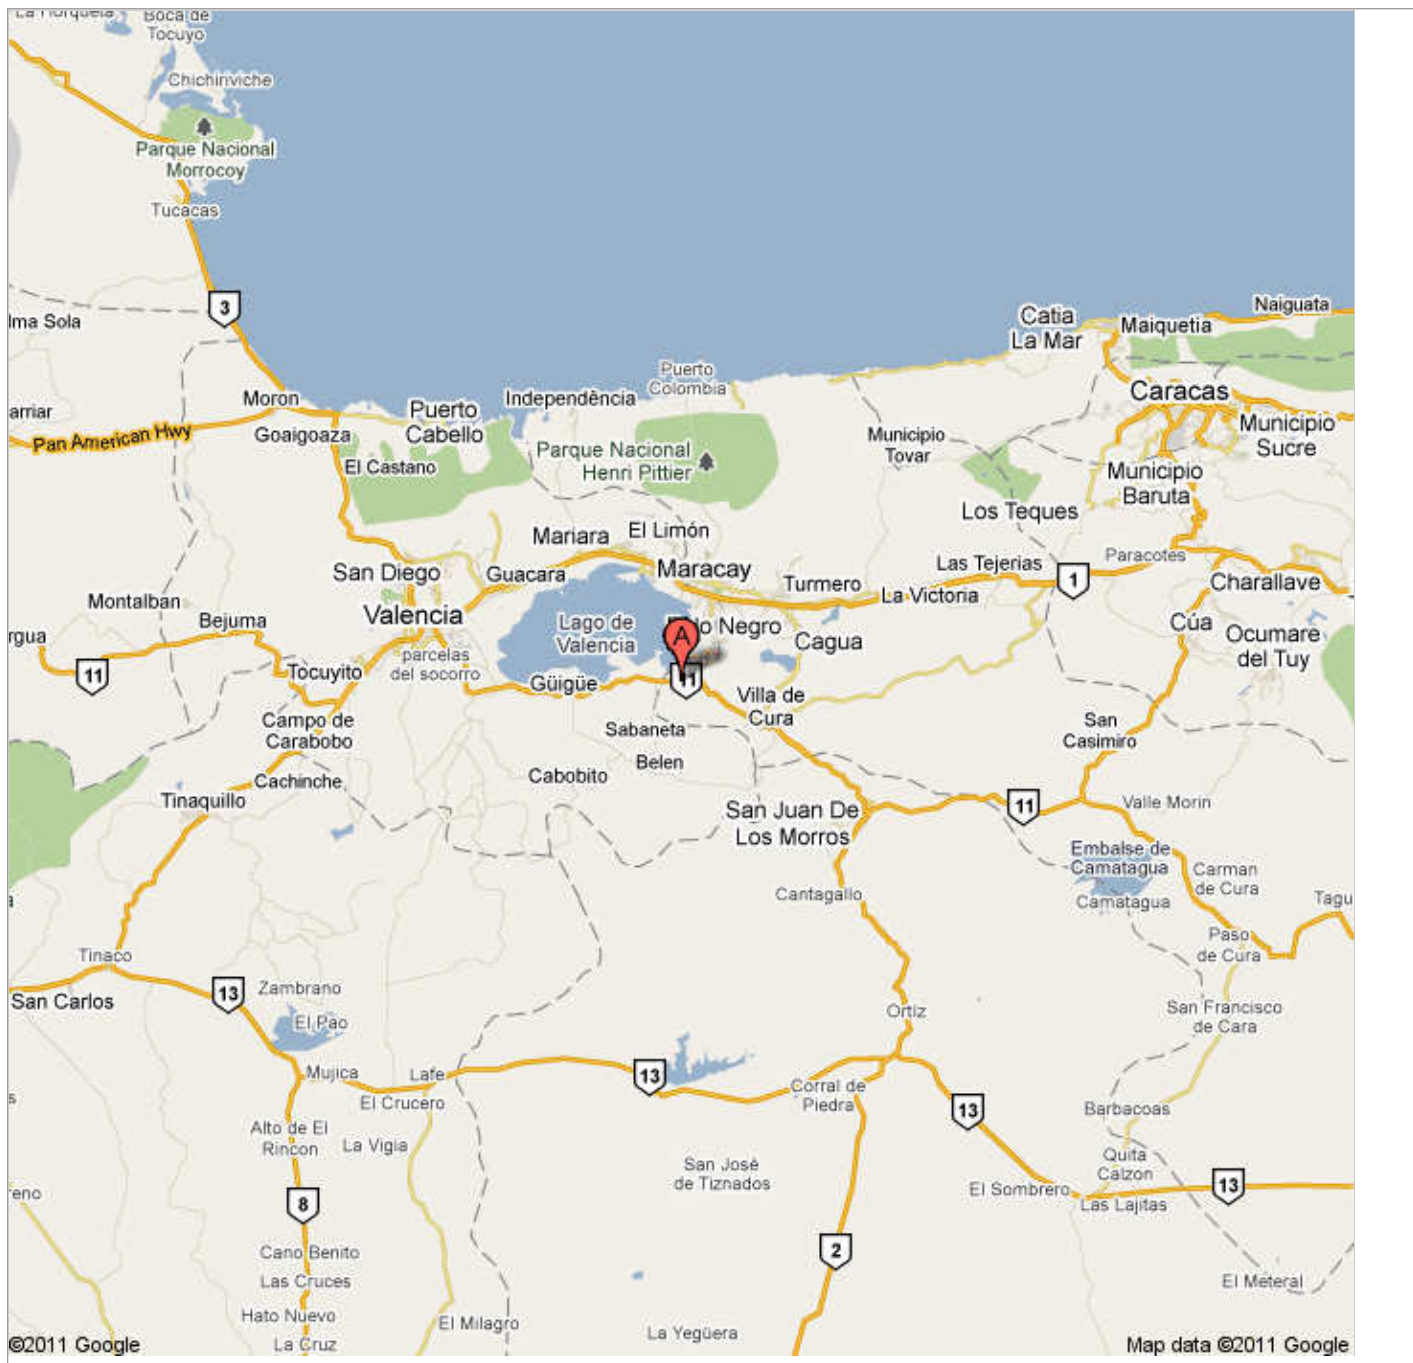 La Horqueta
Boca de
Tocuyo
Chichiriviche
Parque Nacional
Morrocoy
Tucacas
3
lma Sola
Naiguata
Catia
La Mar
Maiquetia
Puerto
Colombia
Caracas
Moron
Independência
arriar
Puerto
Cabello
Municipio
Sucre
Pan American Hwy
Goaigoaza
Municipio
Tovar
Parque Nacional
Henri Pittier
El Castano
Municipio
Baruta
Los Teques
Mariara
El Limón
Paracotes
San Diego
Guacara
Maracay
Las Tejerias
1
Turmero
Charallave
La Victoria
Montalban
Bejuma
Valencia
Lago de
Valencia
Negro
A
Cagua
Cúa
Ocumare
del Tuy
rgua
11
parcelas
del socorro
Tocuyito
Güigüe
11
Villa de
Cura
Campo de
Carabobo
Sabaneta
San
Casimiro
Belen
Cachinche
Cabobito
Tinaquillo
San Juan De
Los Morros
11
Valle Morin
Embalse de
Camatagua
Carman
de Cura
Cantagallo
Camatagua
Tagu
Paso
de Cura
Tinaco
San Carlos
13
Zambrano
El Pao
Ortiz
San Francisco
de Cara
Mujica
Lafe
13
El Crucero
Corral de
Piedra
13
Barbacoas
Alto de El
Rincon
La Vigia
Quita
Calzon
San José
de Tiznados
El Sombrero
13
Las Lajitas
reno
8
2
Cano Benito
Las Cruces
El Meteral
Hato Nuevo
El Milagro
La Yegüera
La Cruz
©2011 Google
Map data ©2011 Google